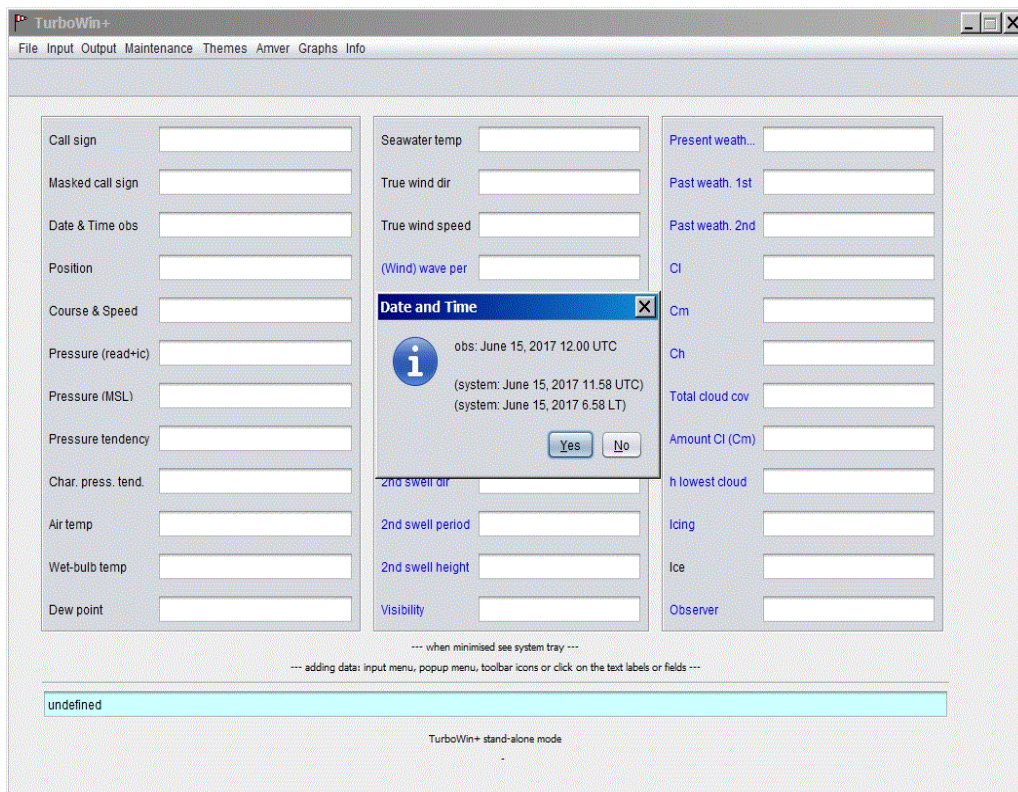 TurboWin+
File Input Output Maintenance Themes Amver Graphs Info
Call sign
Masked call sign
Date & Time obs
Position
Course & Speed
Pressure (read+ic)
Pressure (MSL)
Pressure tendency
Char. press. tend.
Air temp
Wet-bulb temp
Dew point
Seawater temp
True wind dir
True wind speed
(Wind) wave per
Date and Time
obs: June 15, 2017 12.00 UTC
(system: June 15, 2017 11.58 UTC)
(system: June 15, 2017 6.58 LT)
Yes No
2nd swell dir
2nd swell period
2nd swell height
Visibility
Present weath...
Past weath. 1st
Past weath. 2nd
Cl
Cm
Ch
Total cloud cov
Amount Cl (Cm)
h lowest cloud
Icing
Ice
Observer
--- when minimised see system tray ---
--- adding data: input menu, popup menu, toolbar icons or click on the text labels or fields ---
undefined
TurboWin+ stand-alone mode
-